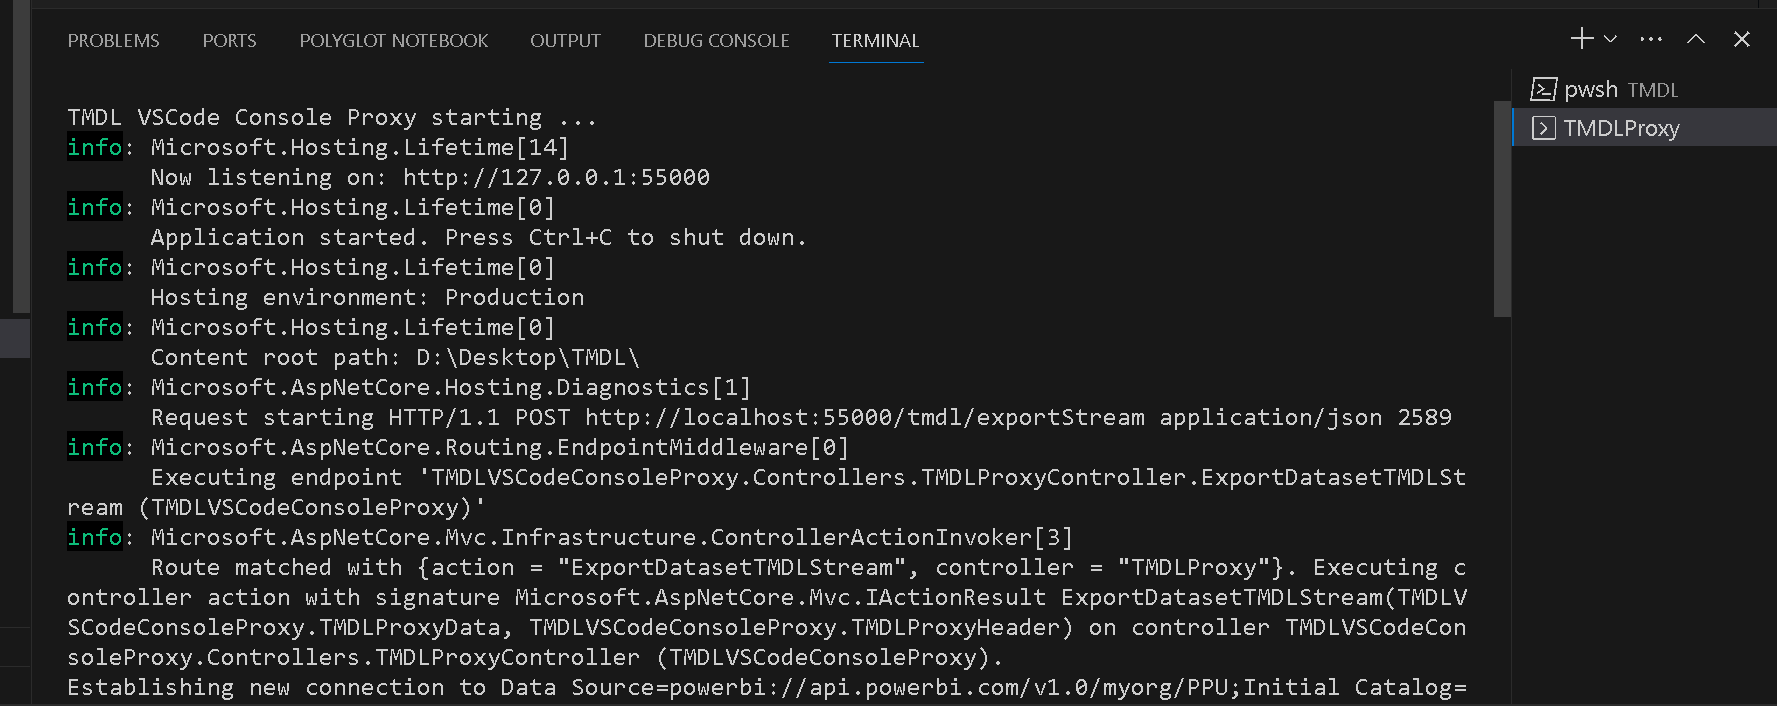 PROBLEMS PORTS POLYGLOT NOTEBOOK OUTPUT DEBUG CONSOLE TERMINAL
pwsh TMDL
TMDLProxy
TMDL VSCode Console Proxy starting ...
info: Microsoft.Hosting.Lifetime[14]
Now listening on: http://127.0.0.1:55000
info: Microsoft.Hosting.Lifetime[0]
Application started. Press Ctrl+C to shut down.
info: Microsoft.Hosting.Lifetime[0]
Hosting environment: Production
info: Microsoft.Hosting.Lifetime[0]
Content root path: D:\Desktop\TMDL\
info: Microsoft.AspNetCore.Hosting.Diagnostics[1]
Request starting HTTP/1.1 POST http://localhost:55000/tmdl/exportStream application/json 2589
info: Microsoft.AspNetCore.Routing.EndpointMiddleware[0]
Executing endpoint 'TMDLVSCodeConsoleProxy.Controllers.TMDLProxyController.ExportDatasetTMDLSt
ream (TMDLVSCodeConsoleProxy)'
info: Microsoft.AspNetCore.Mvc.Infrastructure.ControllerActionInvoker[3]
Route matched with {action = "ExportDatasetTMDLStream", controller = "TMDLProxy"}. Executing c
ontroller action with signature Microsoft.AspNetCore.Mvc.IActionResult ExportDatasetTMDLStream(TMDLV
SCodeConsoleProxy.TMDLProxyData, TMDLVSCodeConsoleProxy.TMDLProxyHeader) on controller TMDLVSCodeCon
soleProxy.Controllers.TMDLProxyController (TMDLVSCodeConsoleProxy).
Establishing new connection to Data Source=powerbi://api.powerbi.com/v1.0/myorg/PPU;Initial Catalog=